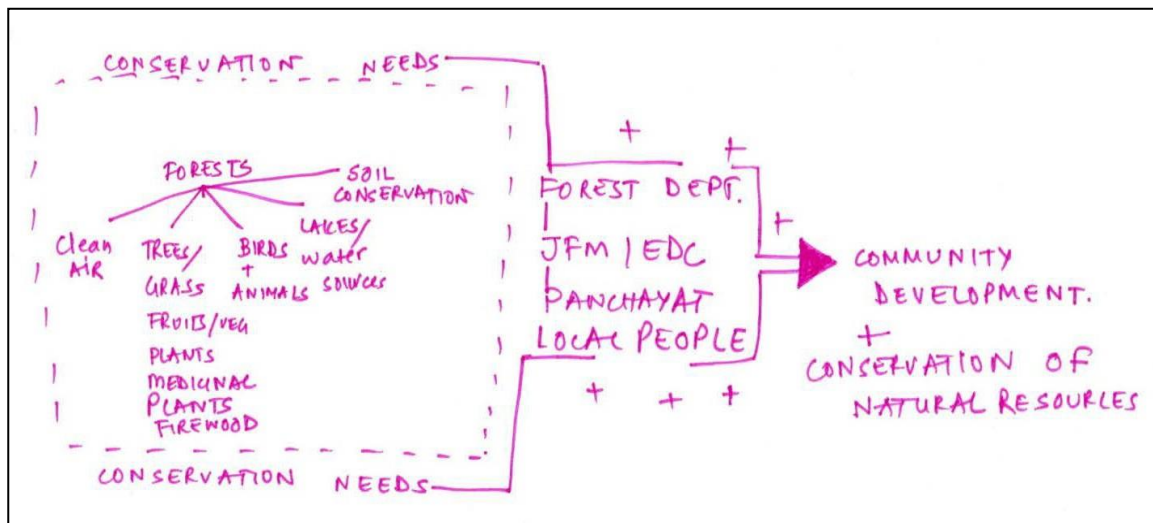 CONSERVATION NEEDS
FORESTS
SOIL
CONSERVATION
Clean
AIR
TREES/
GRASS
FRUITS/VEG
PLANTS
MEDICINAL
PLANTS
FIREWOOD
BIRDS
+
ANIMALS
LAKES/
water
sources
CONSERVATION NEEDS
+ +
FOREST DEPT.
+
JFM/EDC
PANCHAYAT
LOCAL PEOPLE
+ + +
COMMUNITY
DEVELOPMENT.
+
CONSERVATION OF
NATURAL RESOURCES